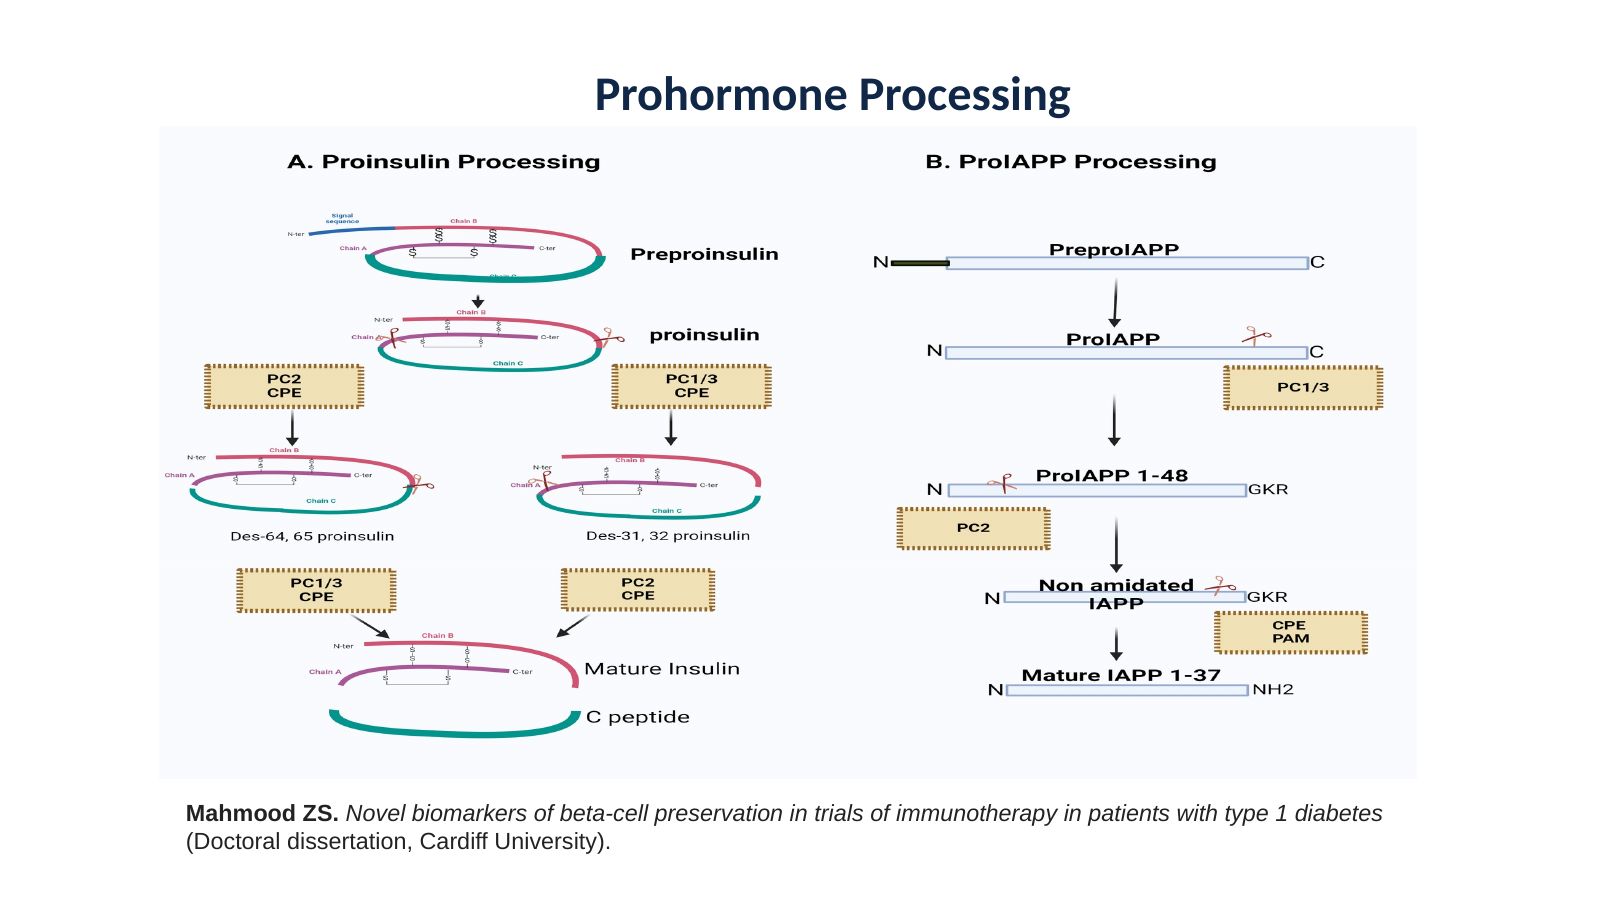 Prohormone Processing
A. Proinsulin Processing
Signal
sequence
Chain B
N-ter
S
S
S
S
Chain A
S
S
C-ter
Chain C
Preproinsulin
Chain B
N-ter
S
S
S
S
Chain A
S
S
C-ter
Chain C
proinsulin
PC2
CPE
PC1/3
CPE
Chain B
N-ter
S
S
S
S
Chain A
S
S
C-ter
Chain C
Des-64, 65 proinsulin
Chain B
N-ter
S
S
S
S
Chain A
S
S
C-ter
Chain C
Des-31, 32 proinsulin
PC1/3
CPE
PC2
CPE
Chain B
N-ter
S
S
S
S
Chain A
S
S
C-ter
Mature Insulin
C peptide
B. ProIAPP Processing
PreproIAPP
N
C
ProIAPP
N
C
PC1/3
ProIAPP 1-48
N
GKR
PC2
Non amidated
IAPP
N
GKR
CPE
PAM
Mature IAPP 1-37
N
NH2
Mahmood ZS. Novel biomarkers of beta-cell preservation in trials of immunotherapy in patients with type 1 diabetes
(Doctoral dissertation, Cardiff University).